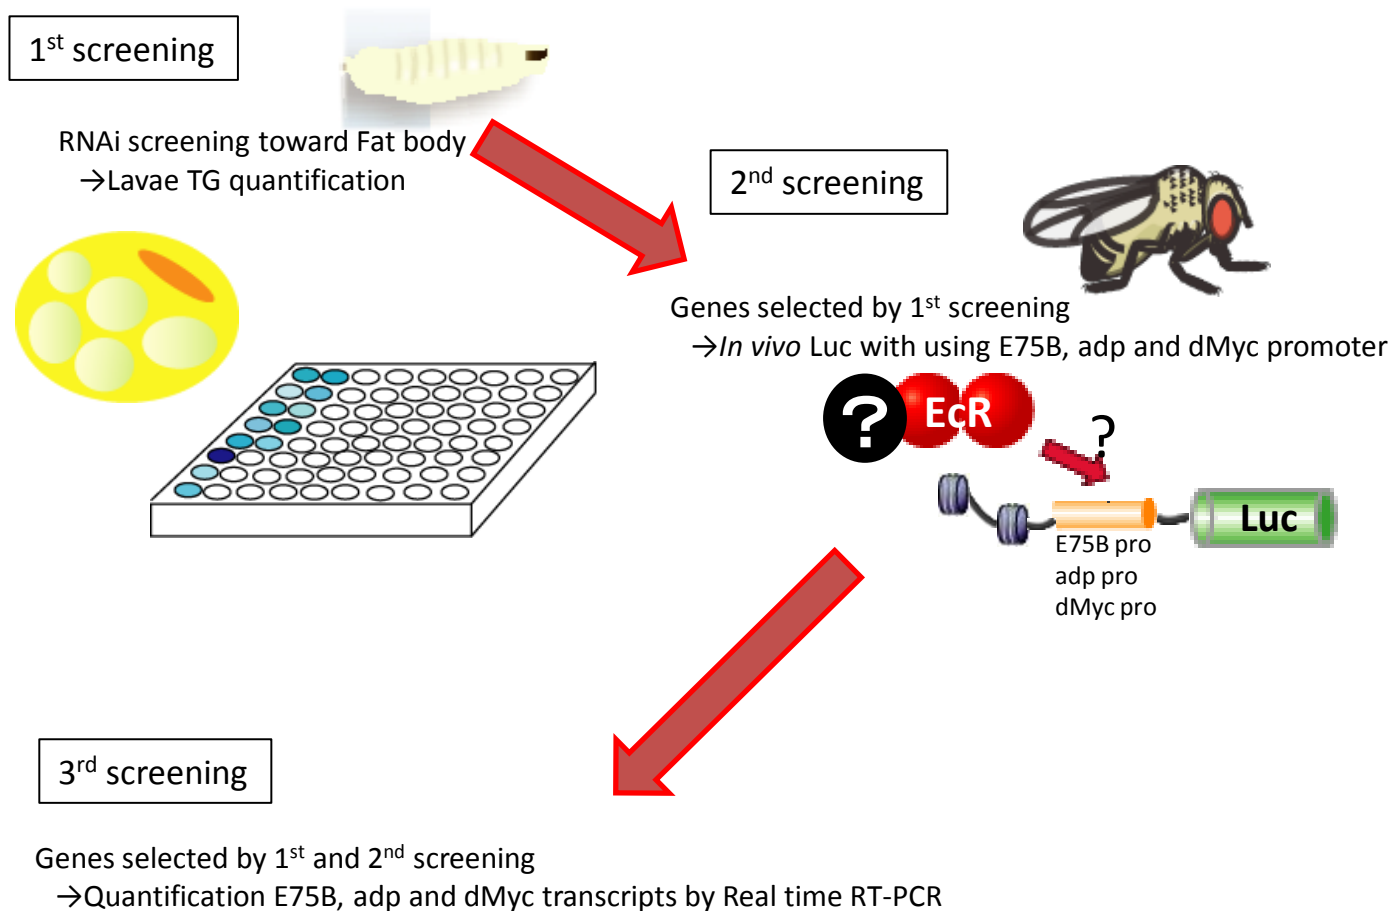 1st screening
RNAi screening toward Fat body
→Lavae TG quantification
2nd screening
Genes selected by 1st screening
→In vivo Luc with using E75B, adp and dMyc promoter
? EcR
?
Luc
E75B pro
adp pro
dMyc pro
3rd screening
Genes selected by 1st and 2nd screening
→Quantification E75B, adp and dMyc transcripts by Real time RT-PCR